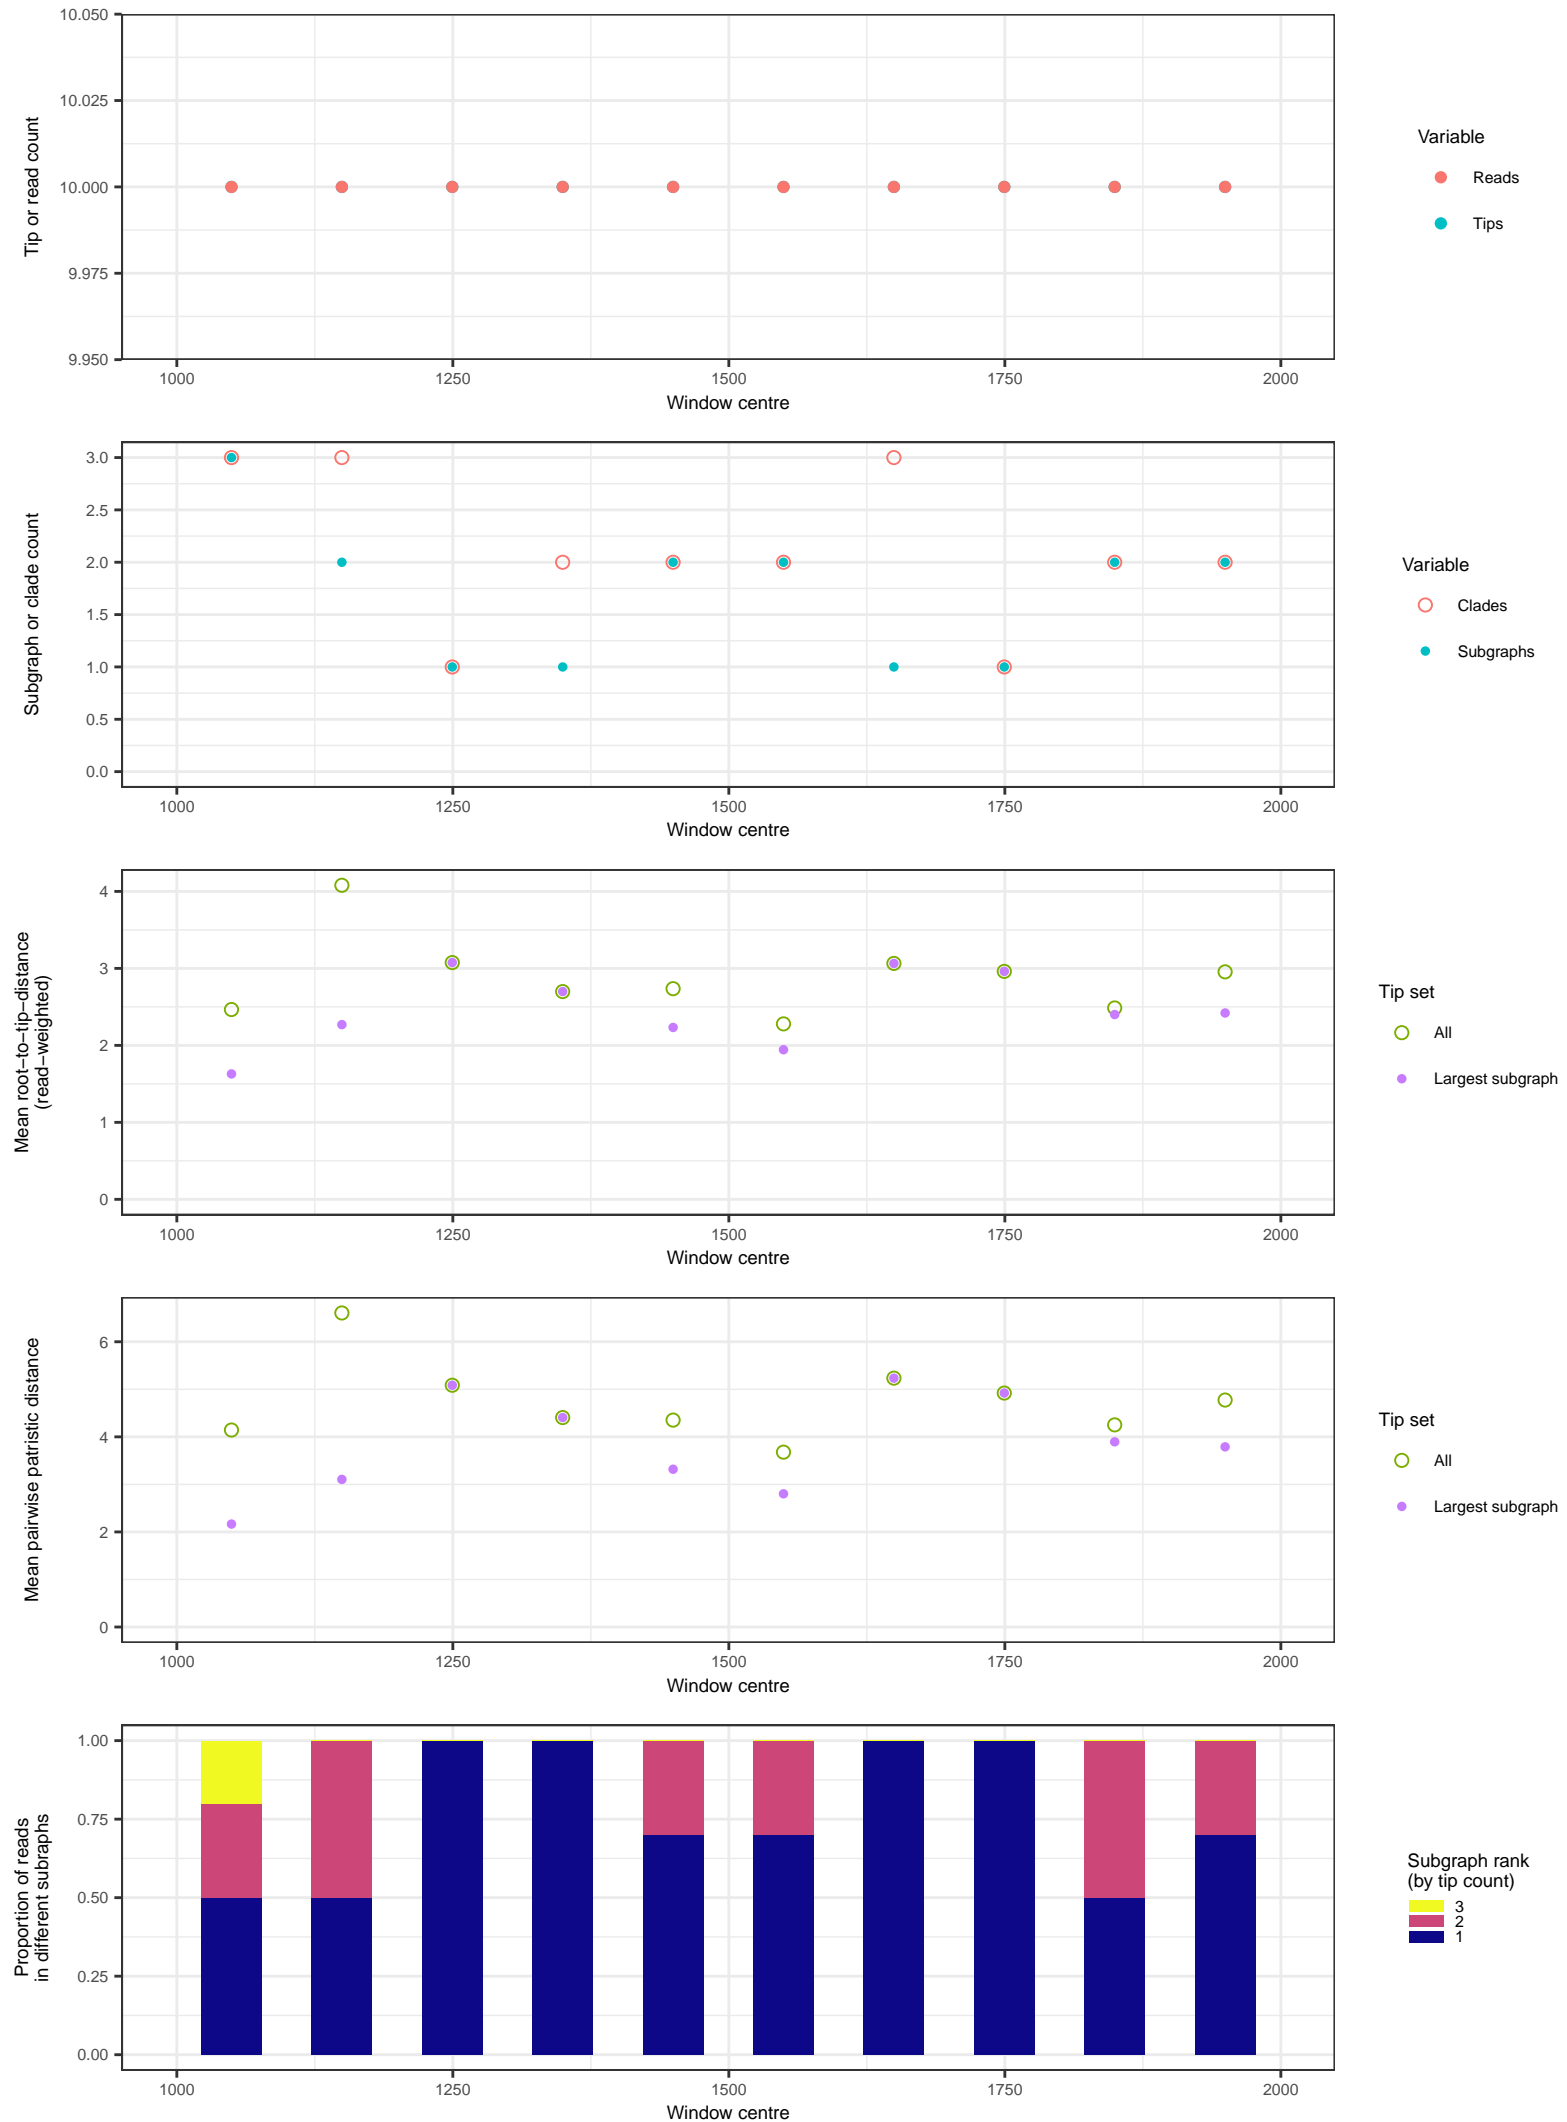 10.050
10.025
10.000
9.975
9.950
Tip or read count
1000 1250 1500 1750 2000
Window centre
Variable
Reads
Tips
3.0
2.5
2.0
1.5
1.0
0.5
0.0
Subgraph or clade count
1000 1250 1500 1750 2000
Window centre
Variable
Clades
Subgraphs
4
3
2
1
0
Mean root−to−tip−distance
(read−weighted)
1000 1250 1500 1750 2000
Window centre
Tip set
All
Largest subgraph
6
4
2
0
Mean pairwise patristic distance
1000 1250 1500 1750 2000
Window centre
Tip set
All
Largest subgraph
1.00
0.75
0.50
0.25
0.00
Proportion of reads
in different subraphs
1000 1250 1500 1750 2000
Window centre
Subgraph rank
(by tip count)
3
2
1